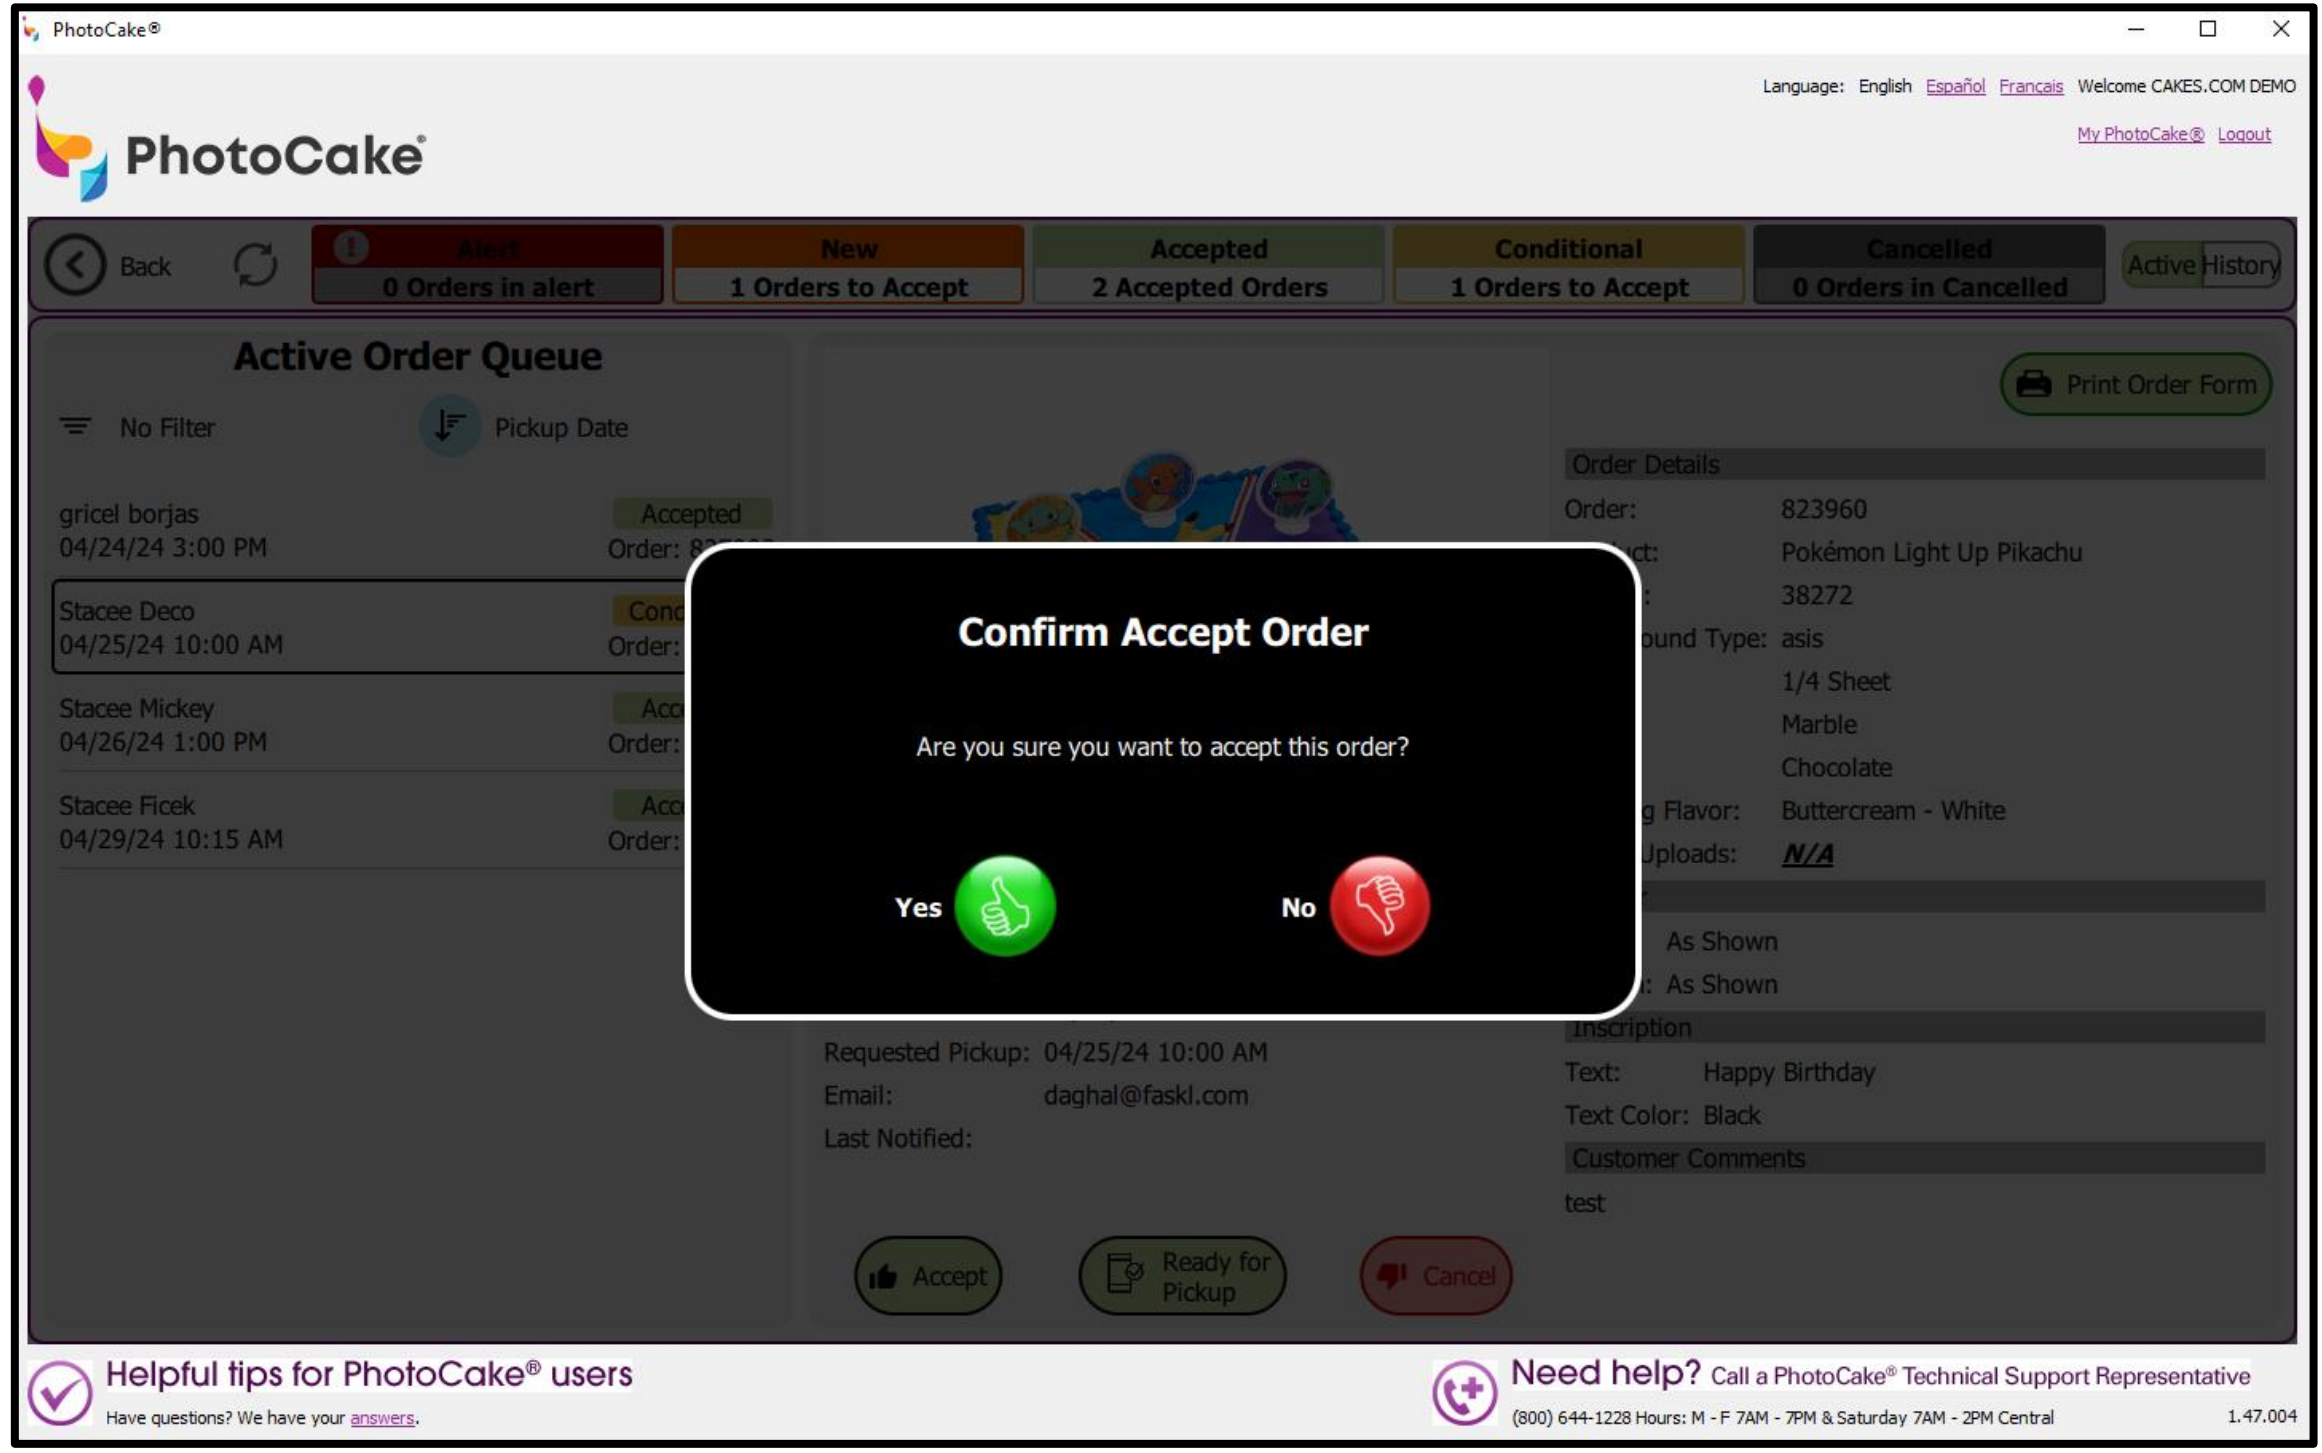 PhotoCake®
Language: English Español Francais Welcome CAKES.COM DEMO
My PhotoCake® Logout
PhotoCake®
Back
Alert
0 Orders in alert
New
1 Orders to Accept
Accepted
2 Accepted Orders
Conditional
1 Orders to Accept
Cancelled
0 Orders in Cancelled
Active History
Active Order Queue
No Filter
Pickup Date
gricel borjas
Accepted
04/24/24 3:00 PM
Order:
Stacee Deco
04/25/24 10:00 AM
Order:
Stacee Mickey
04/26/24 1:00 PM
Order:
Stacee Ficek
04/29/24 10:15 AM
Order:
Confirm Accept Order
Are you sure you want to accept this order?
Yes
No
Requested Pickup: 04/25/24 10:00 AM
Email: daghal@faskl.com
Last Notified:
Accept
Ready for
Pickup
Cancel
Print Order Form
Order Details
Order: 823960
Pokémon Light Up Pikachu
38272
Type: asis
1/4 Sheet
Marble
Chocolate
Flavor: Buttercream - White
Uploads: N/A
As Shown
As Shown
Inscription
Text: Happy Birthday
Text Color: Black
Customer Comments
test
Helpful tips for PhotoCake® users
Have questions? We have your answers.
Need help? Call a PhotoCake® Technical Support Representative
(800) 644-1228 Hours: M - F 7AM - 7PM & Saturday 7AM - 2PM Central
1.47.004